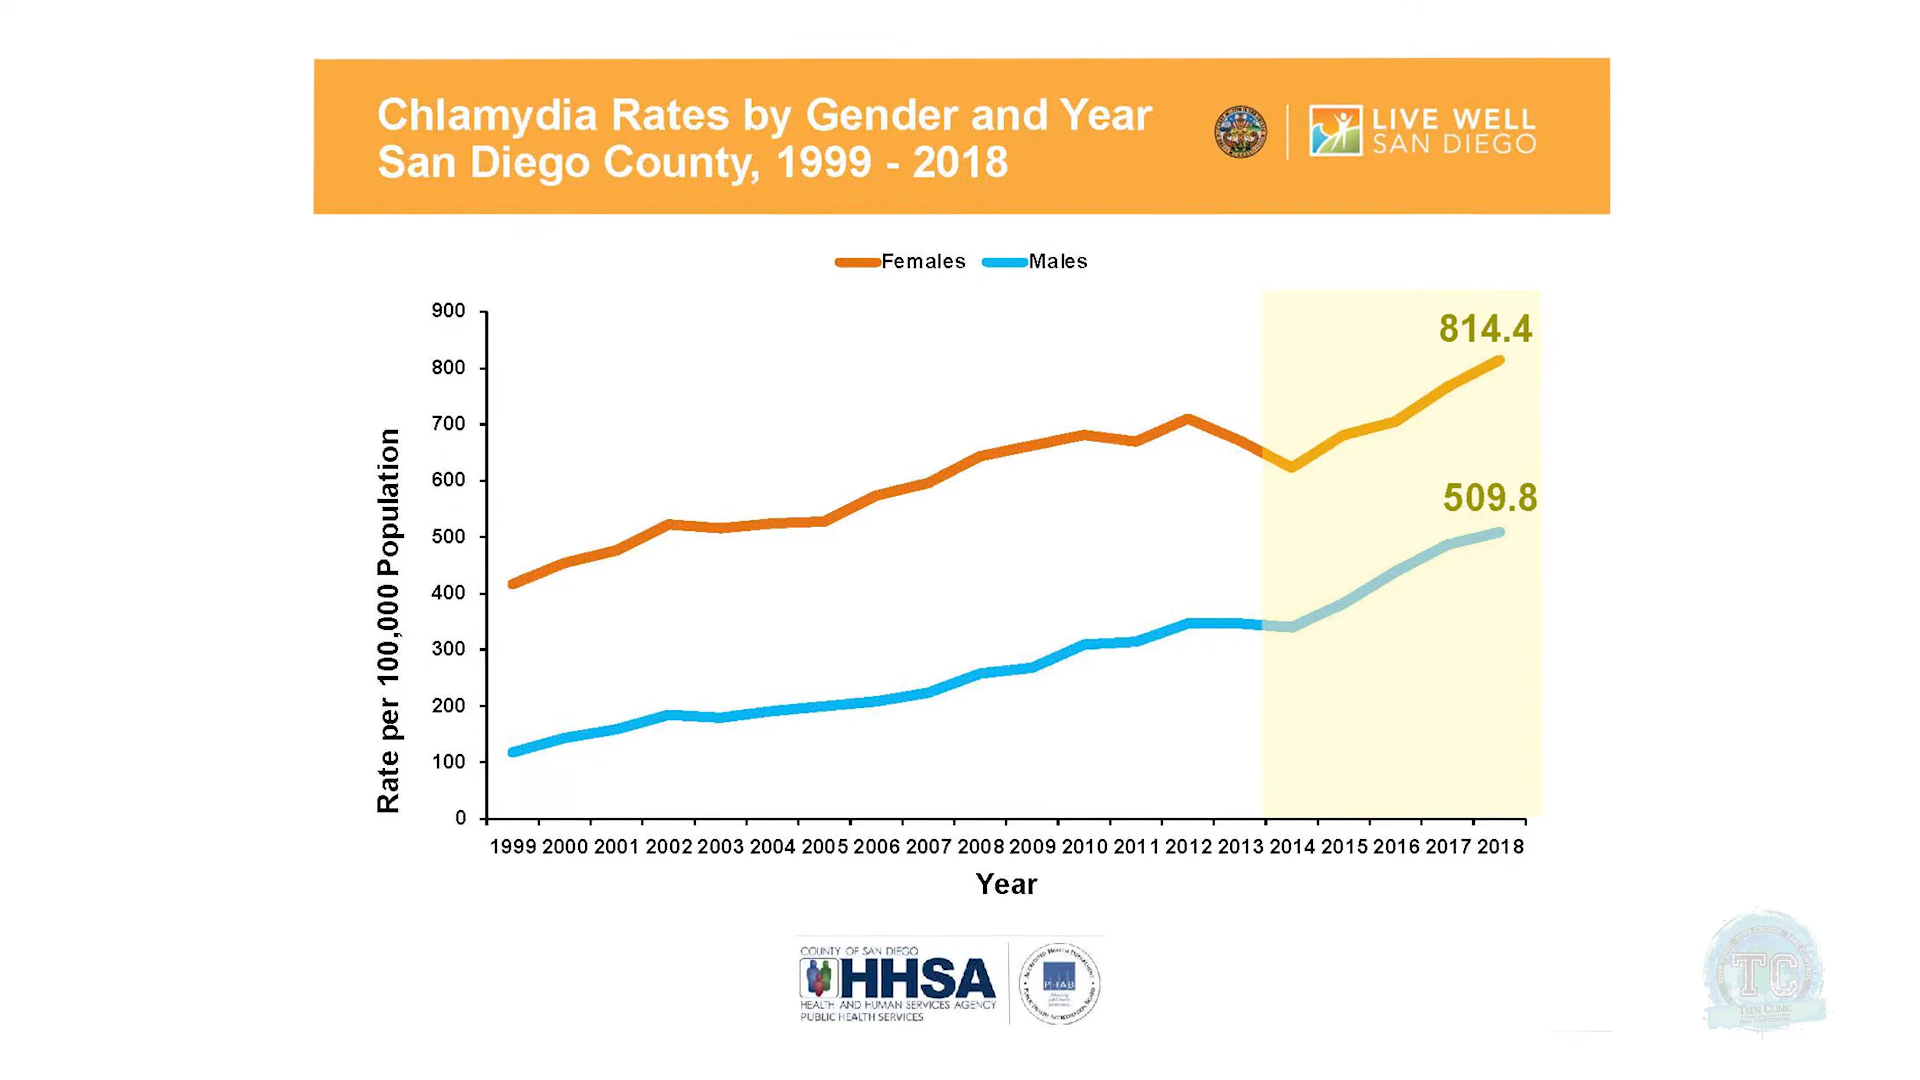 Chlamydia Rates by Gender and Year
San Diego County, 1999 - 2018
LIVE WELL
SAN DIEGO
Females
Males
900
800
700
600
500
400
300
200
100
0
Rate per 100,000 Population
814.4
509.8
1999 2000 2001 2002 2003 2004 2005 2006 2007 2008 2009 2010 2011 2012 2013 2014 2015 2016 2017 2018
Year
COUNTY OF SAN DIEGO
HHSA
HEALTH AND HUMAN SERVICES AGENCY
PUBLIC HEALTH SERVICES
PHAB
TC
TEEN CLINIC